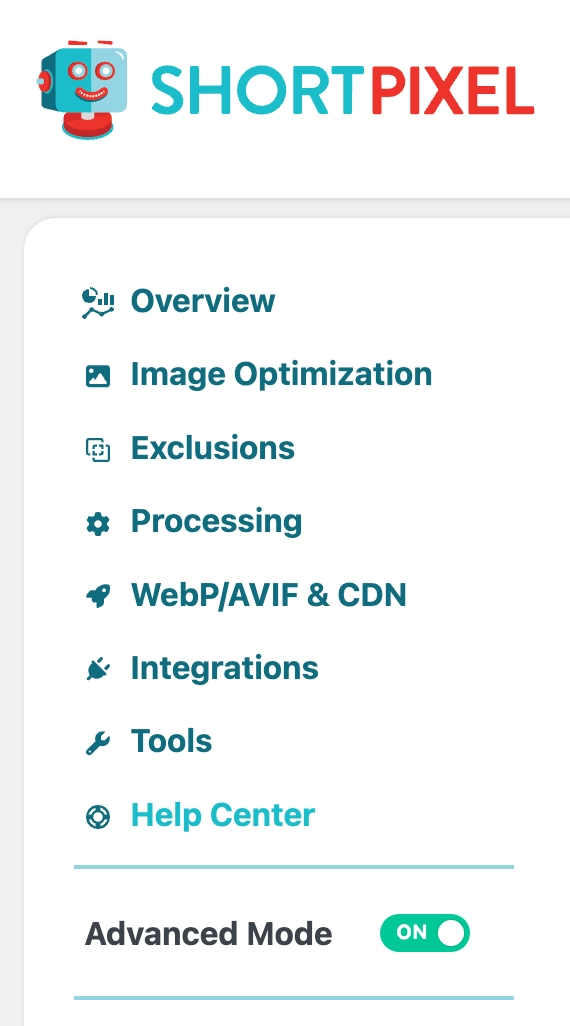 SHORTPIXEL
Overview
Image Optimization
Exclusions
Processing
WebP/AVIF & CDN
Integrations
Tools
Help Center
Advanced Mode ON